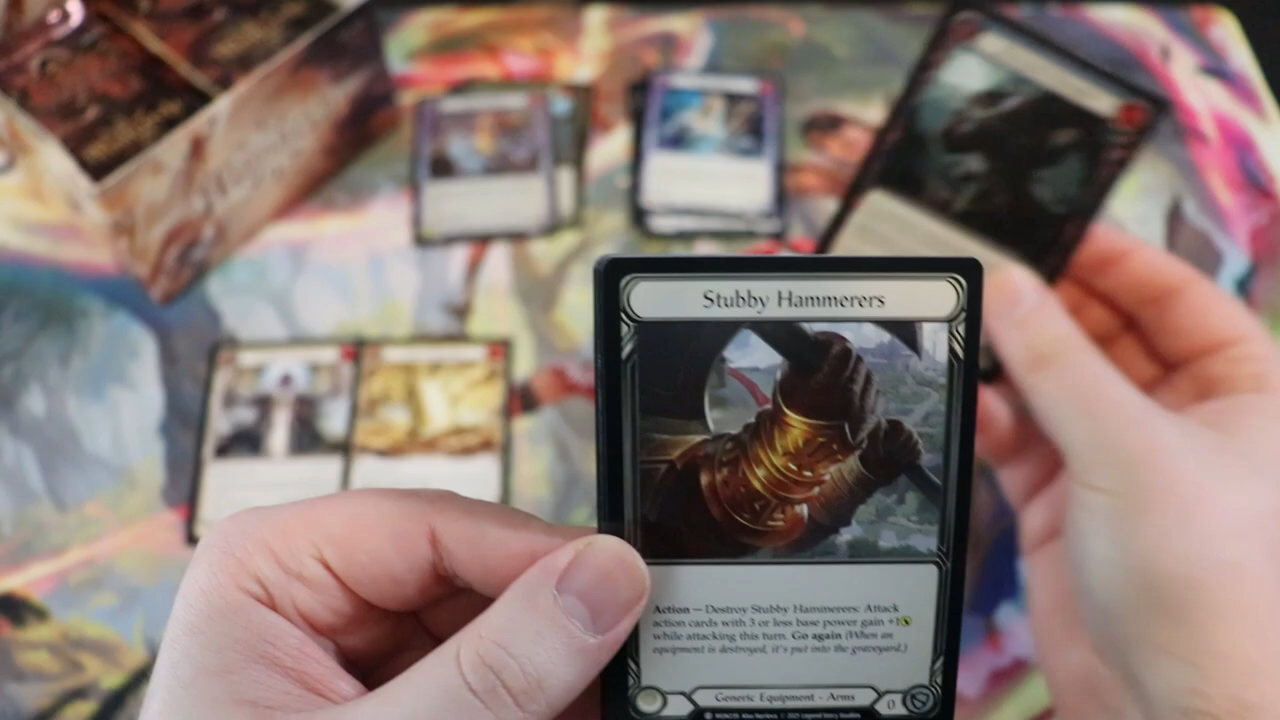 Stubby Hammerers
Action — Destroy Stubby Hammerers: Attack
action cards with 3 or less base power gain +1
while attacking this turn. Go again (When an
equipment is destroyed, it's put into the graveyard.)
Generic Equipment – Arms
0